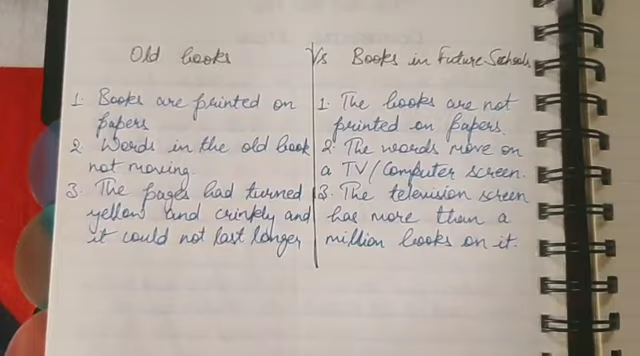 Old books Vs Books in Future Schools
1. Books are printed on
papers
2 Words in the old book
not moving.
3. The pages had turned
yellow and crinkly and
it could not last longer
1. The books are not
printed on papers.
2. The words move on
a TV/Computer screen.
3. The television screen
has more than a
million books on it.